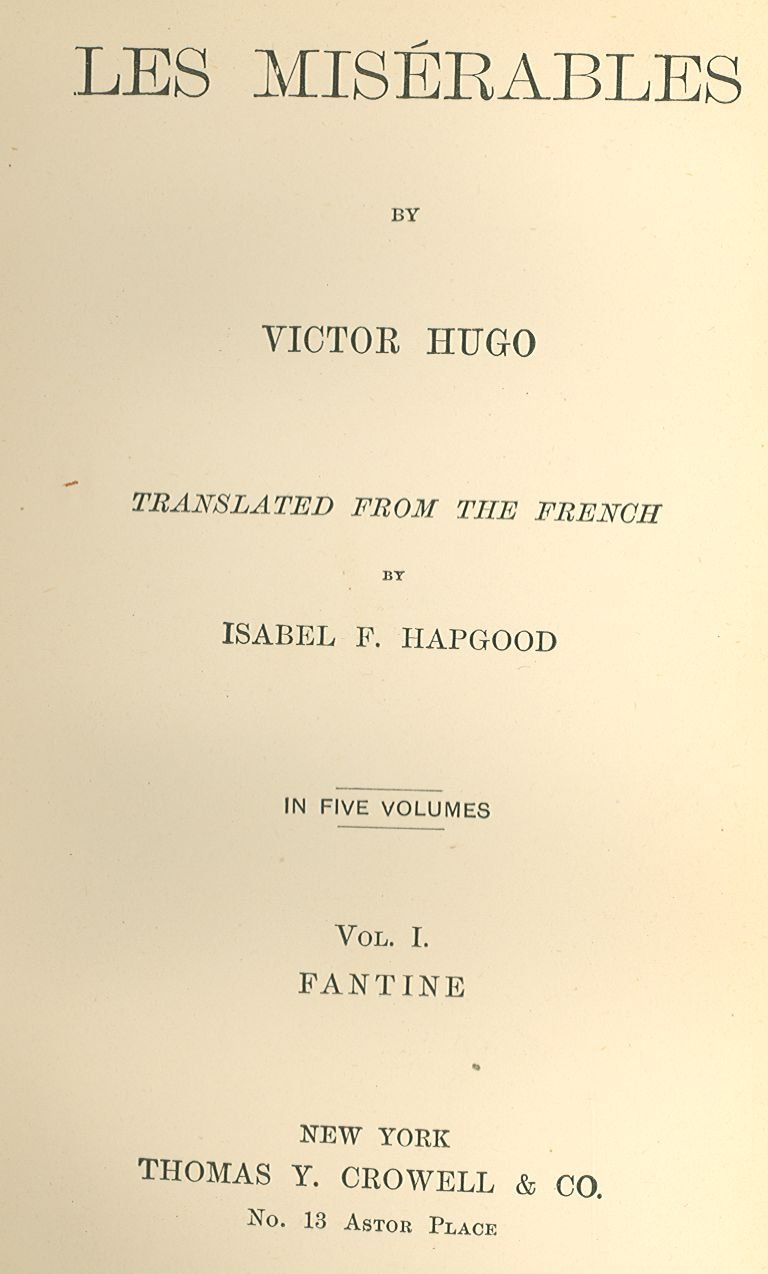 LES MISÉRABLES
BY
VICTOR HUGO
TRANSLATED FROM THE FRENCH
BY
ISABEL F. HAPGOOD
IN FIVE VOLUMES
VOL. I.
FANTINE
NEW YORK
THOMAS Y. CROWELL & CO.
NO. 13 ASTOR PLACE